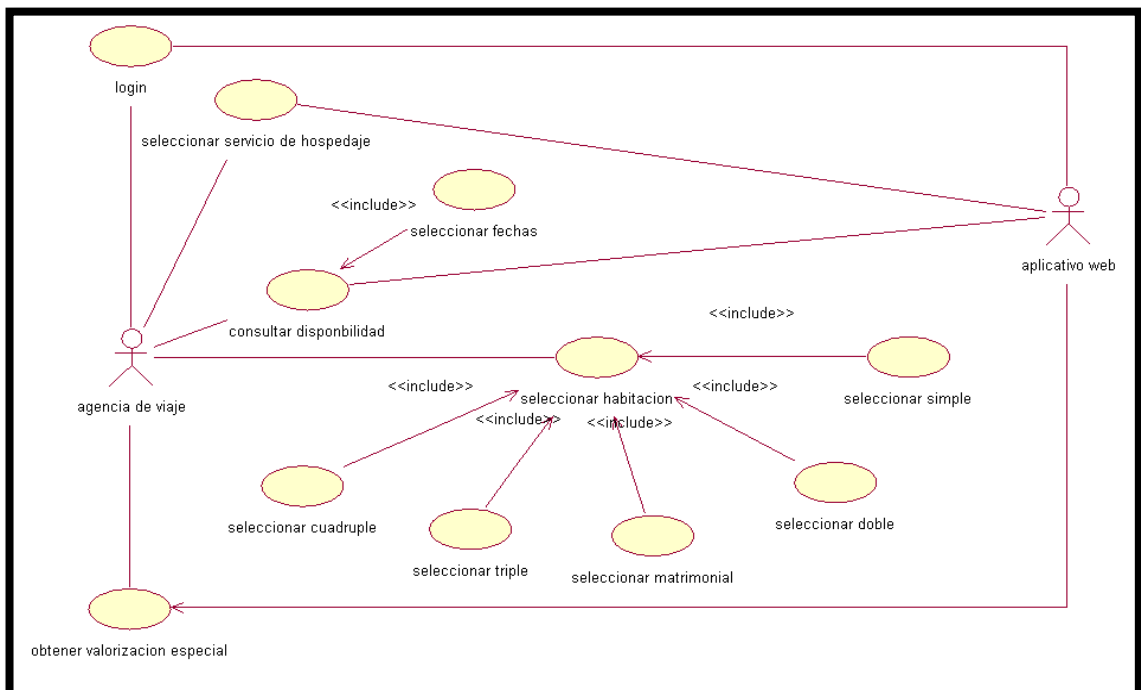 login
seleccionar servicio de hospedaje
<<include>>
seleccionar fechas
aplicativo web
consultar disponbilidad
<<include>>
<<include>>
<<include>>
seleccionar habitacion
seleccionar simple
agencia de viaje
<<include>>
<<include>>
seleccionar cuadruple
seleccionar doble
seleccionar triple
seleccionar matrimonial
obtener valorizacion especial